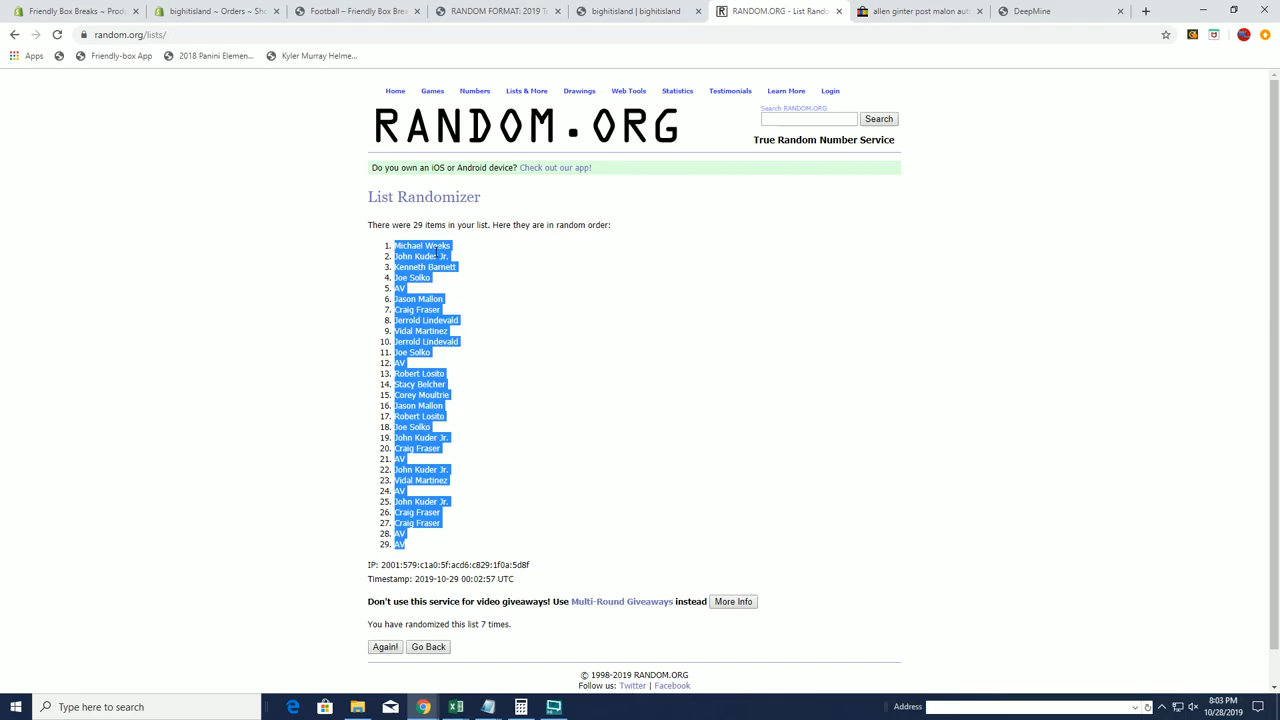 Friendly Box Breaks ~ Produ
bightitisland ~ Orders ~ Sh
Football – Friendly Box Break
RANDOM FORMAT: 2019 T
bightitisland | bightitisland
RANDOM.ORG - List Rando
allen ginter post malon auto
DeepMine
random.org/lists/
Apps
Friendly-box App
2018 Panini Elemen...
Kyler Murray Helme...
Home Games Numbers Lists & More Drawings Web Tools Statistics Testimonials Learn More Login
RANDOM.ORG
Search RANDOM.ORG
Search
True Random Number Service
Do you own an iOS or Android device? Check out our app!
List Randomizer
There were 29 items in your list. Here they are in random order:
1. Michael Weeks
2. John Kuder Jr.
3. Kenneth Barnett
4. Joe Solko
5. AV
6. Jason Mallon
7. Craig Fraser
8. Jerrold Lindevald
9. Vidal Martinez
10. Jerrold Lindevald
11. Joe Solko
12. AV
13. Robert Losito
14. Stacy Belcher
15. Corey Moultrie
16. Jason Mallon
17. Robert Losito
18. Joe Solko
19. John Kuder Jr.
20. Craig Fraser
21. AV
22. John Kuder Jr.
23. Vidal Martinez
24. AV
25. John Kuder Jr.
26. Craig Fraser
27. Craig Fraser
28. AV
29. AV
IP: 2001:579:c1a0:5f:acd6:c829:1f0a:5d8f
Timestamp: 2019-10-29 00:02:57 UTC
Don't use this service for video giveaways! Use Multi-Round Giveaways instead More Info
You have randomized this list 7 times.
Again! Go Back
© 1998-2019 RANDOM.ORG
Follow us: Twitter | Facebook
Type here to search
Address
8:03 PM
10/28/2019